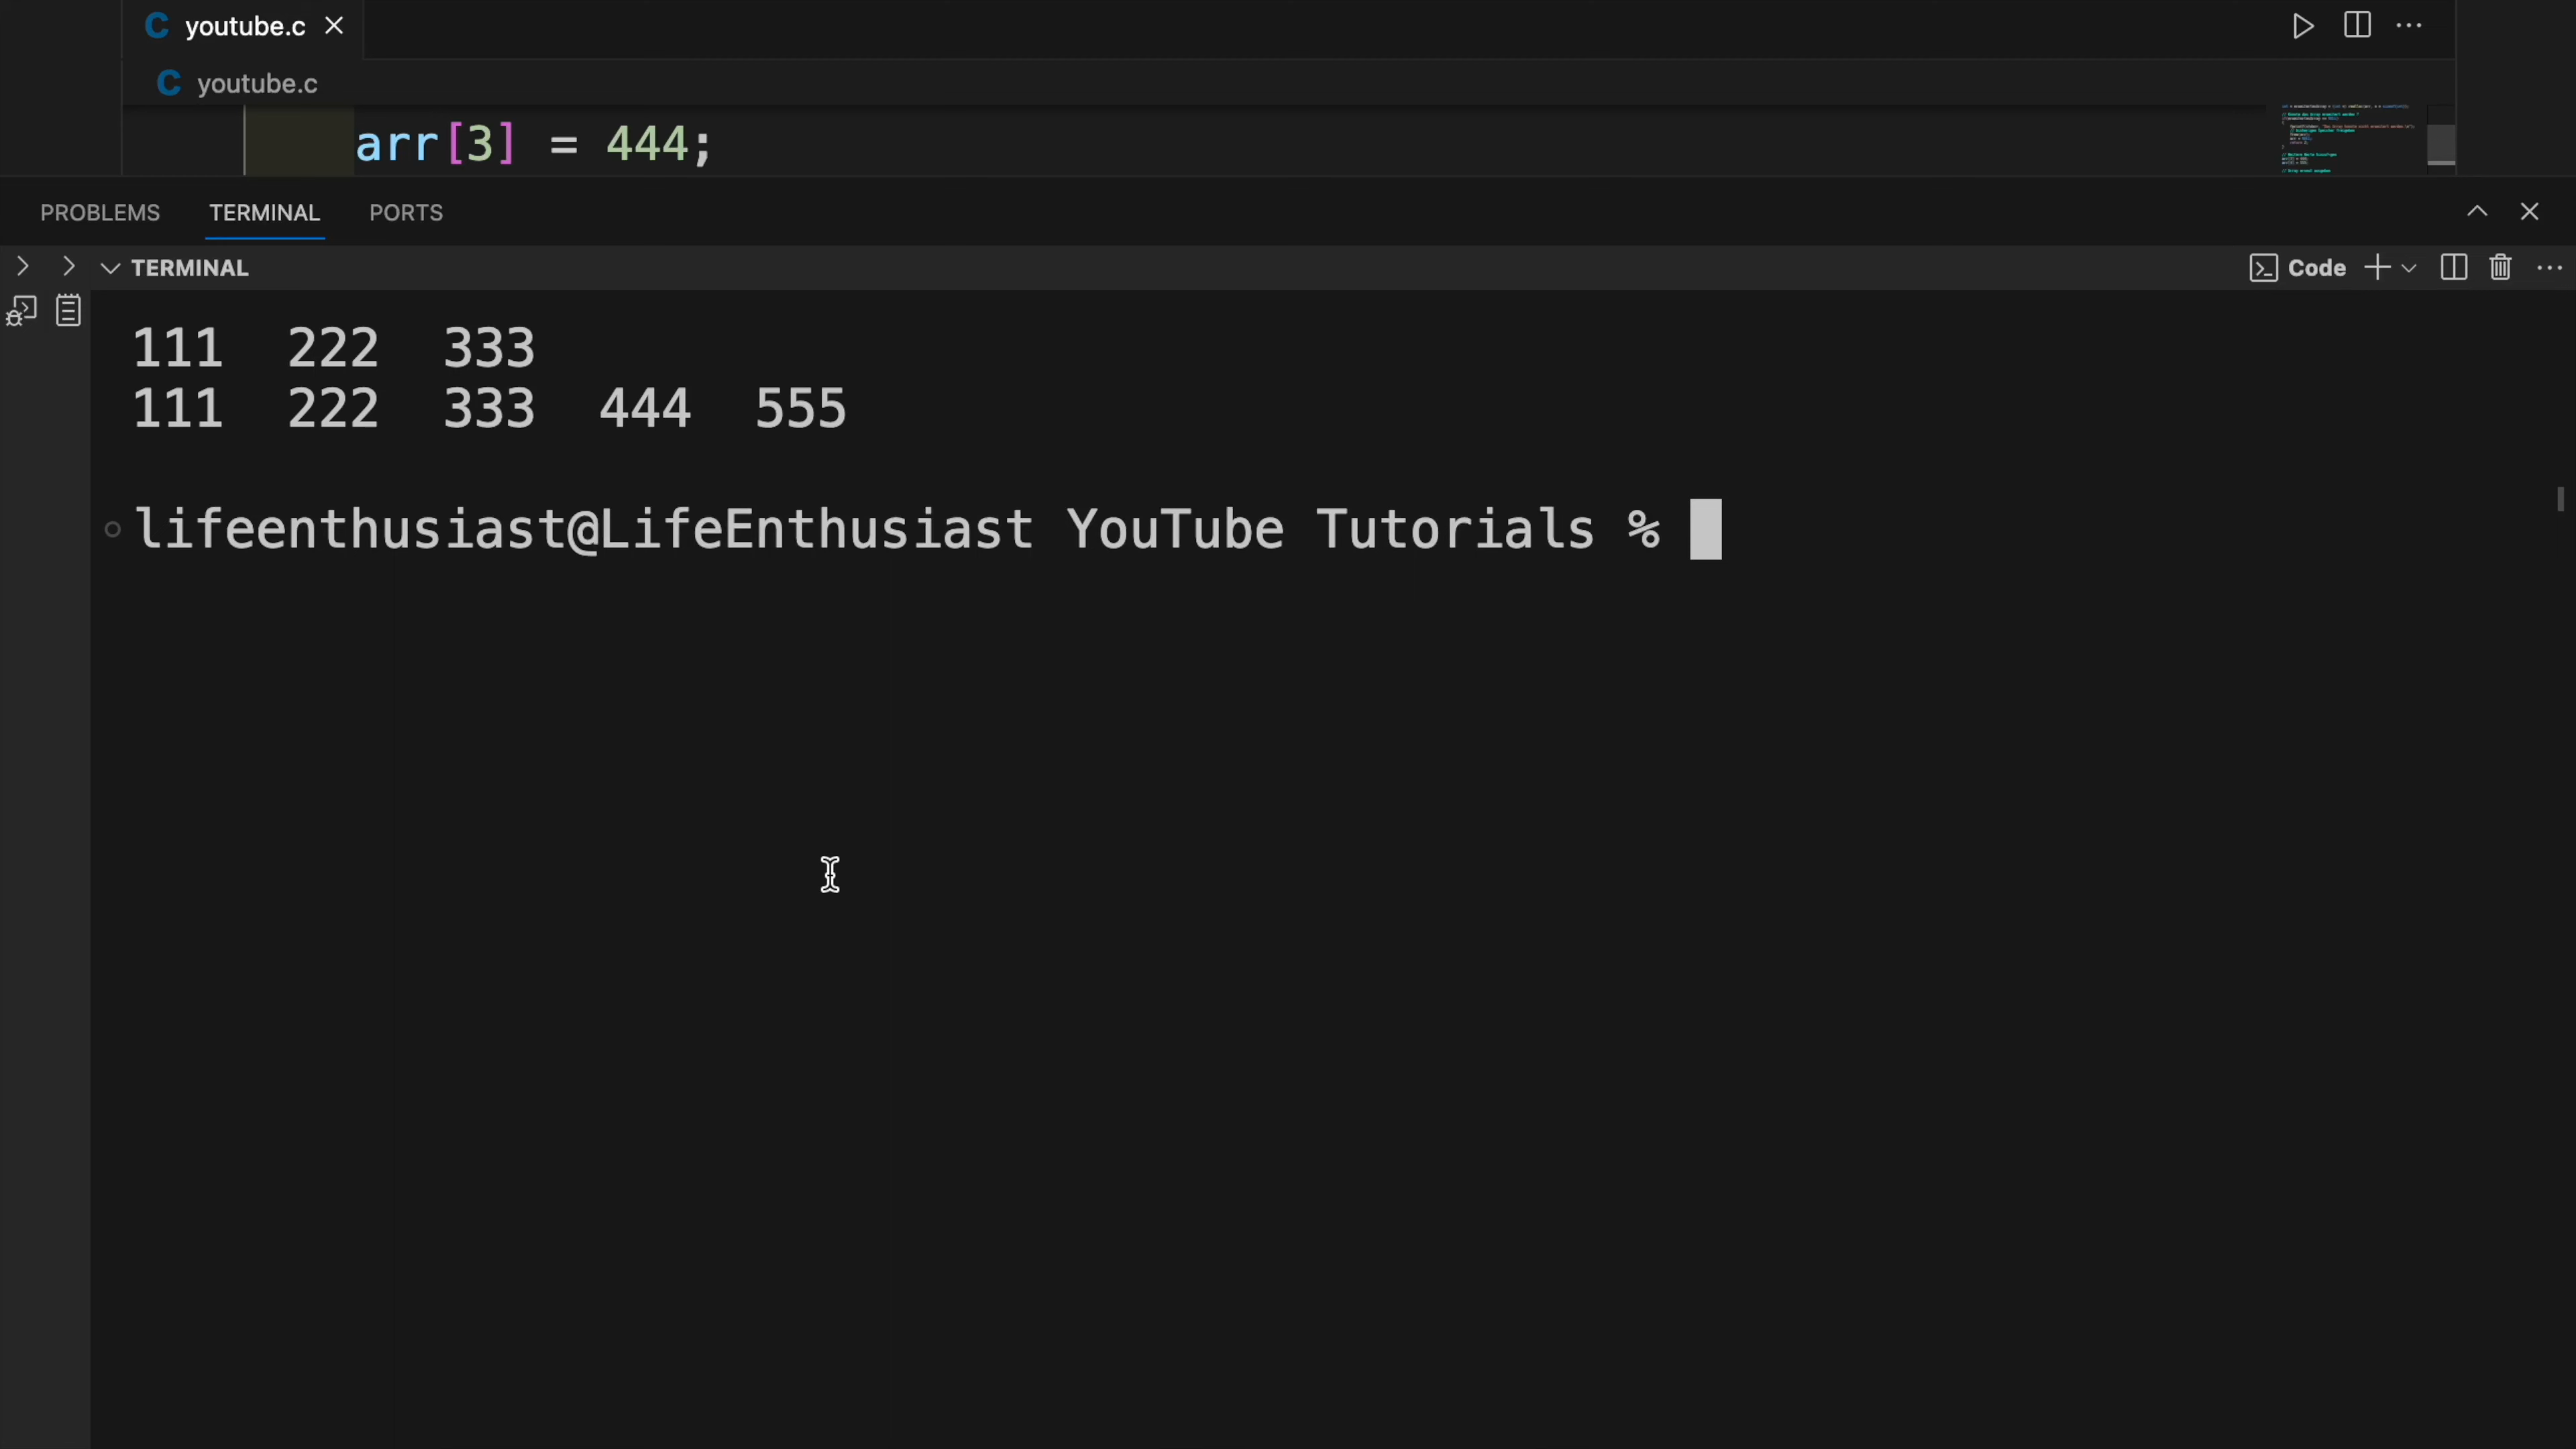 youtube.c
youtube.c
arr[3] = 444;
PROBLEMS TERMINAL PORTS
TERMINAL
Code
111 222 333
111 222 333 444 555
lifeenthusiast@LifeEnthusiast YouTube Tutorials %